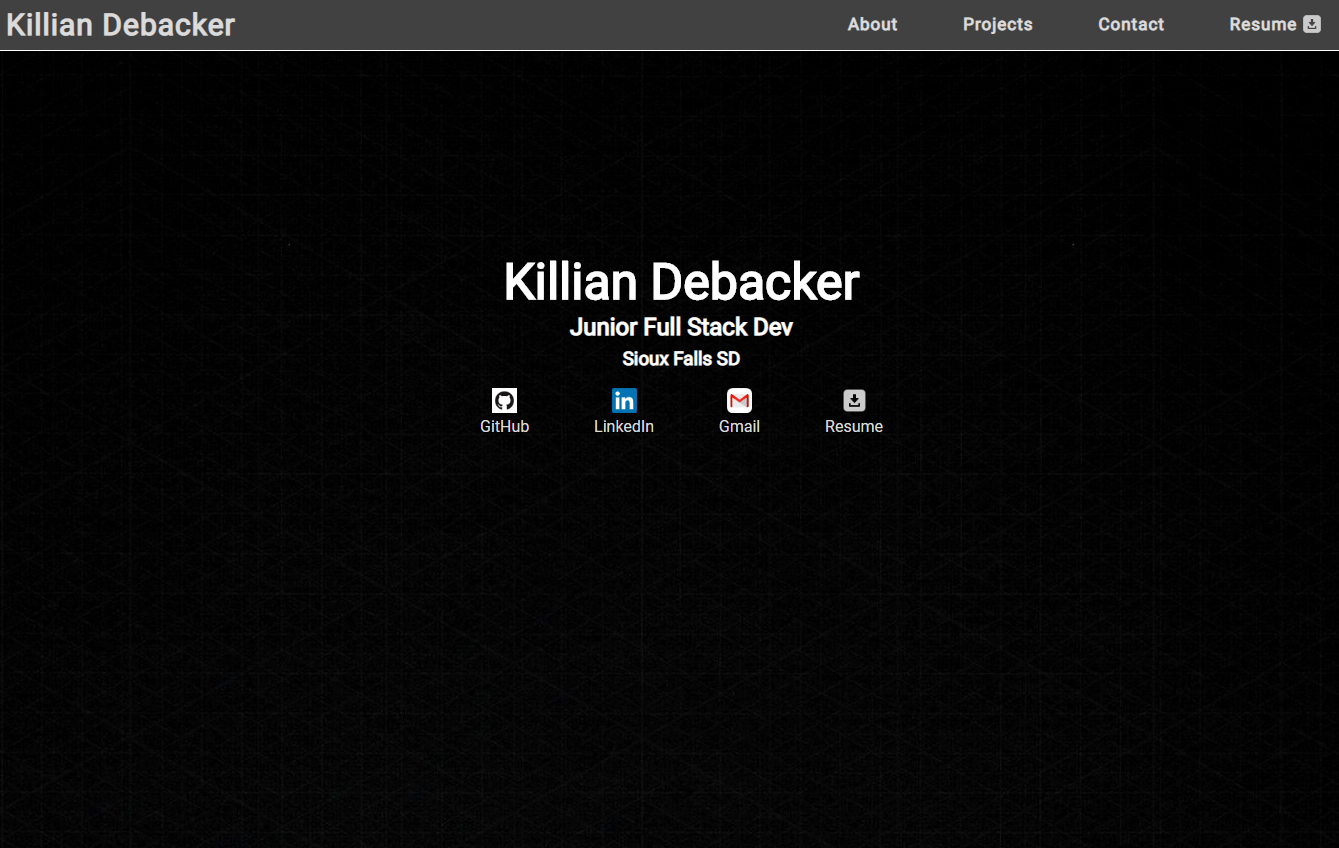 Killian Debacker
About Projects Contact Resume
Killian Debacker
Junior Full Stack Dev
Sioux Falls SD
in
GitHub LinkedIn Gmail Resume